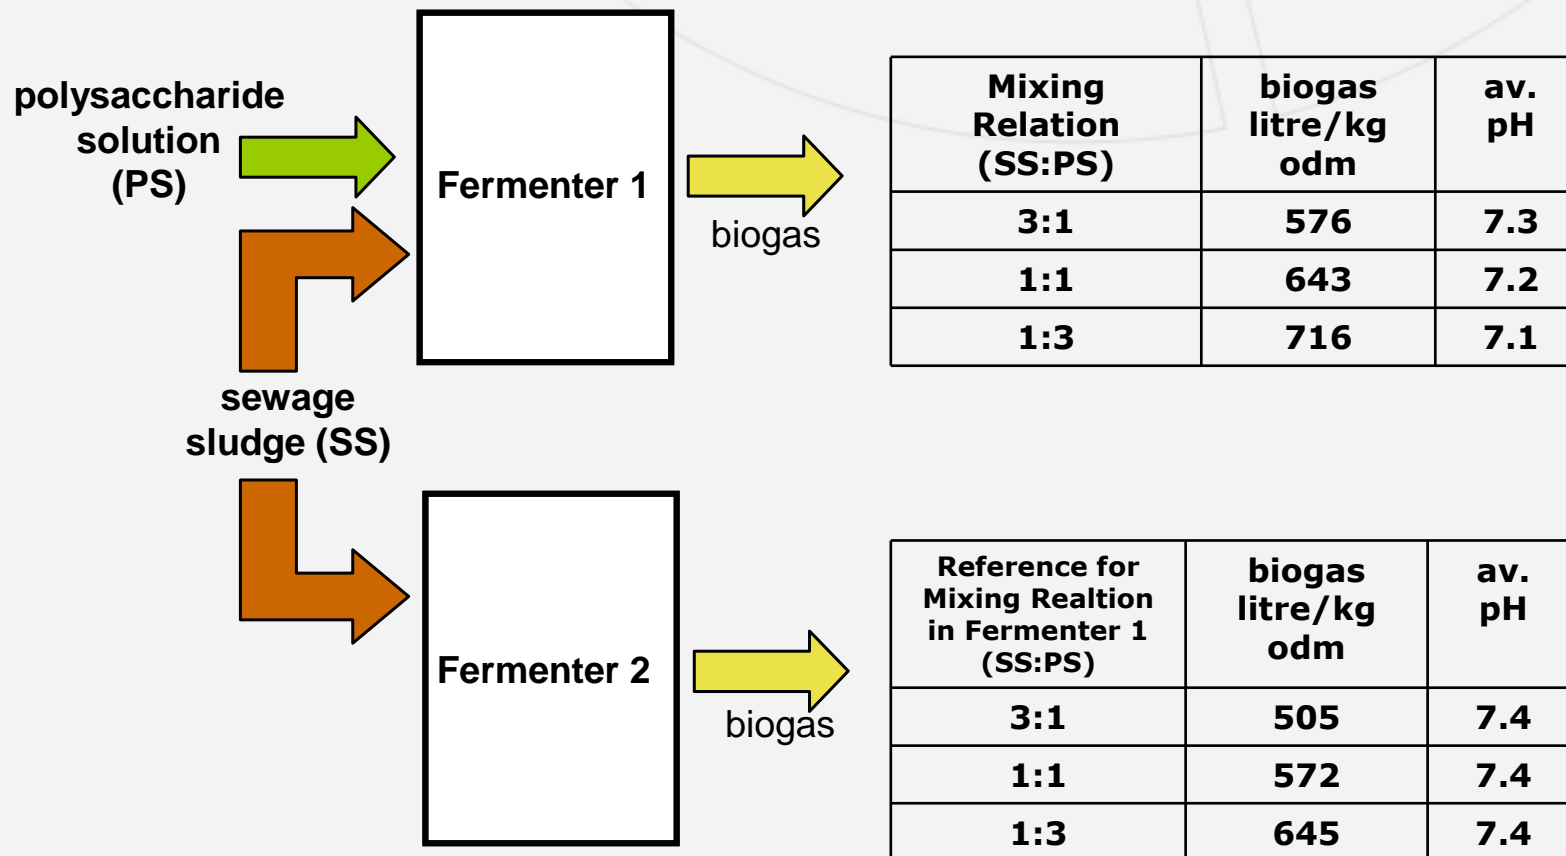 polysaccharide
solution
(PS)
Fermenter 1
biogas
Mixing
Relation
(SS:PS)
biogas
litre/kg
odm
av.
pH
3:1 576 7.3
1:1 643 7.2
1:3 716 7.1
sewage
sludge (SS)
Fermenter 2
biogas
Reference for
Mixing Realtion
in Fermenter 1
(SS:PS)
biogas
litre/kg
odm
av.
pH
3:1 505 7.4
1:1 572 7.4
1:3 645 7.4